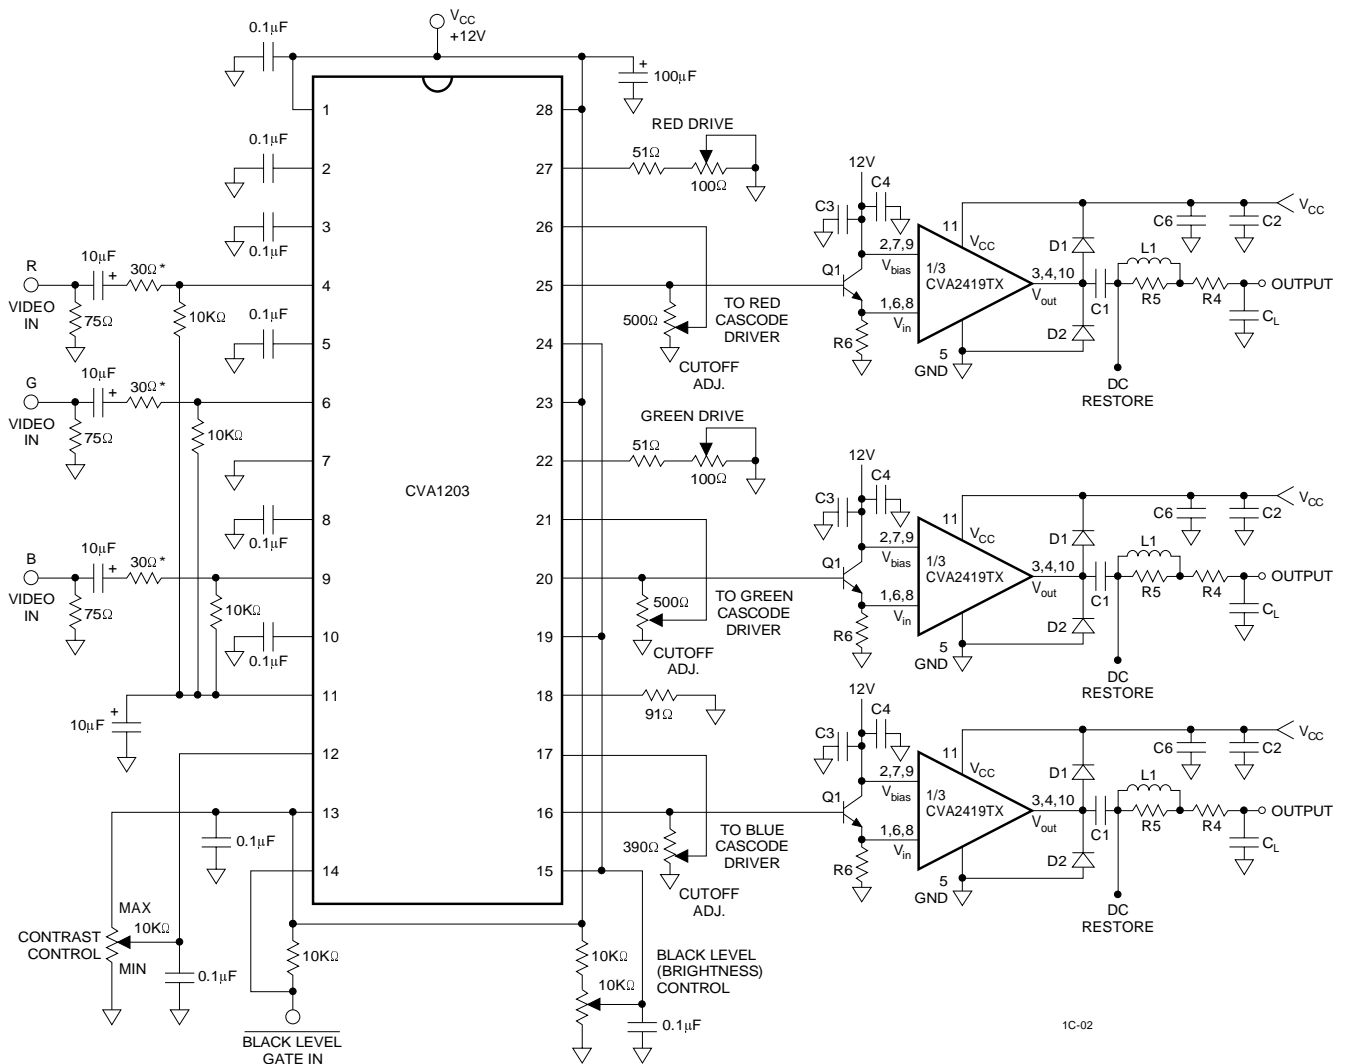 V_CC
+12V
0.1µF
100µF
+
1
28
RED DRIVE
0.1µF
51Ω
100Ω
2
27
3
26
0.1µF
R
VIDEO
IN
10µF
+
30Ω*
75Ω
10KΩ
4
25
500Ω
TO RED
CASCODE
DRIVER
CUTOFF
ADJ.
0.1µF
5
24
G
VIDEO
IN
10µF
+
30Ω*
75Ω
10KΩ
6
23
GREEN DRIVE
51Ω
100Ω
7
22
CVA1203
8
21
0.1µF
B
VIDEO
IN
10µF
+
30Ω*
75Ω
10KΩ
9
20
500Ω
TO GREEN
CASCODE
DRIVER
CUTOFF
ADJ.
10
19
0.1µF
11
18
91Ω
+
10µF
12
17
13
16
0.1µF
390Ω
TO BLUE
CASCODE
DRIVER
CUTOFF
ADJ.
14
15
CONTRAST
CONTROL
MAX
10KΩ
MIN
0.1µF
10KΩ
BLACK LEVEL
GATE IN
10KΩ
10KΩ
BLACK LEVEL
(BRIGHTNESS)
CONTROL
0.1µF
12V
C3
C4
11
V_CC
2,7,9
V_bias
1/3
CVA2419TX
Q1
1,6,8
V_in
R6
5
GND
3,4,10
V_out
D1
D2
C1
L1
R5
R4
C6
C2
V_CC
OUTPUT
C_L
DC
RESTORE
12V
C3
C4
11
V_CC
2,7,9
V_bias
1/3
CVA2419TX
Q1
1,6,8
V_in
R6
5
GND
3,4,10
V_out
D1
D2
C1
L1
R5
R4
C6
C2
V_CC
OUTPUT
C_L
DC
RESTORE
12V
C3
C4
11
V_CC
2,7,9
V_bias
1/3
CVA2419TX
Q1
1,6,8
V_in
R6
5
GND
3,4,10
V_out
D1
D2
C1
L1
R5
R4
C6
C2
V_CC
OUTPUT
C_L
DC
RESTORE
1C-02